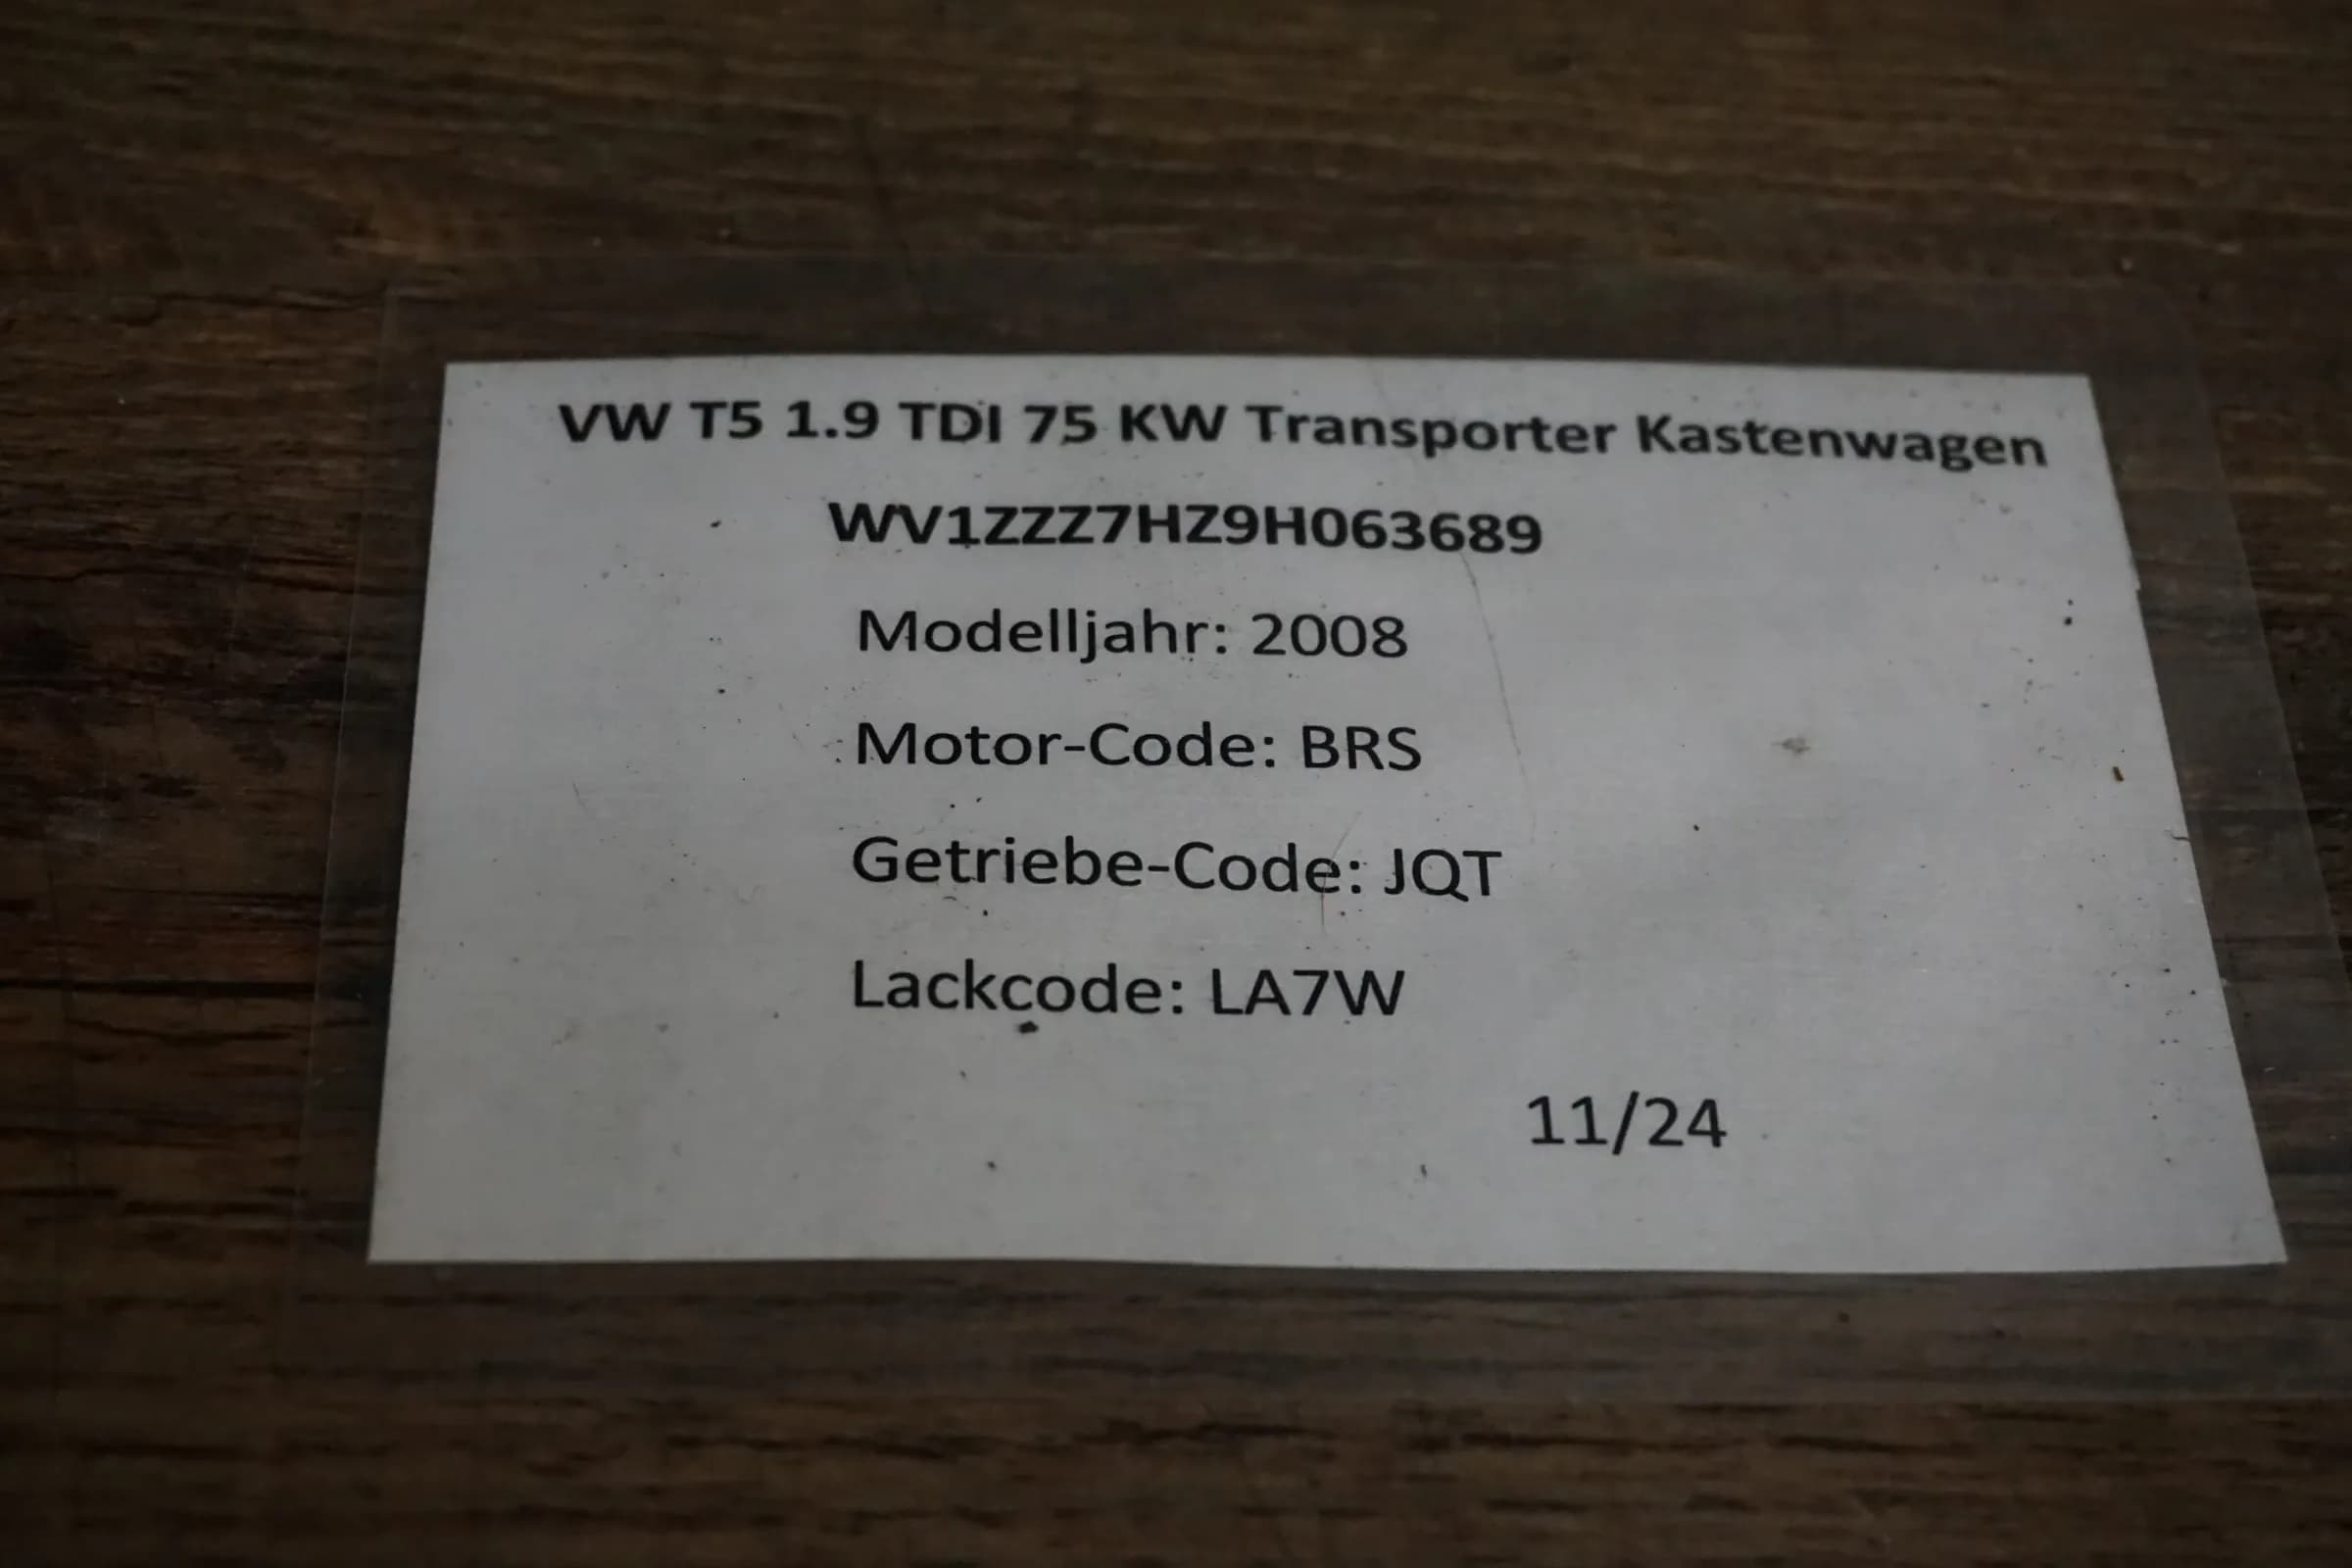 VW T5 1.9 TDI 75 KW Transporter Kastenwagen
WV1ZZZ7HZ9H063689
Modelljahr: 2008
Motor-Code: BRS
Getriebe-Code: JQT
Lackcode: LA7W
11/24